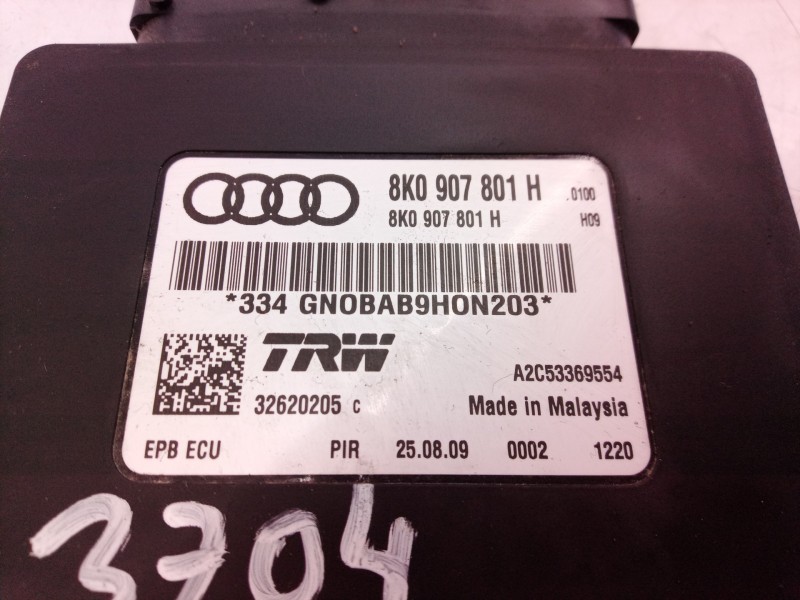 8K0 907 801 H .0100
8K0 907 801 H H09
*334 GNOBAB9HON203*
TRW
A2C53369554
32620205 c Made in Malaysia
EPB ECU PIR 25.08.09 0002 1220
3704